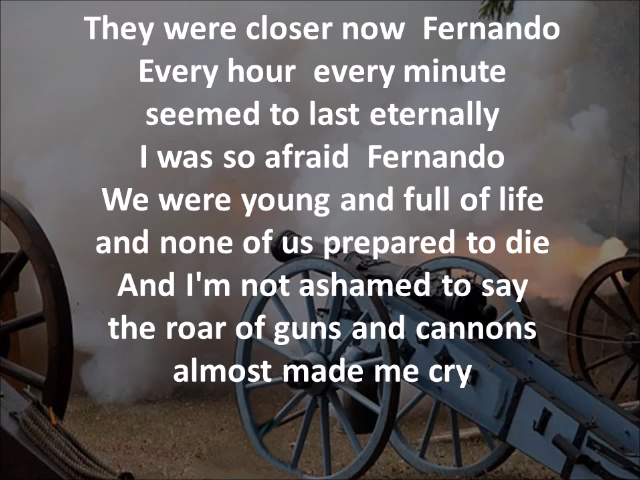 They were closer now  Fernando
Every hour  every minute
seemed to last eternally
I was so afraid  Fernando
We were young and full of life
and none of us prepared to die
And I'm not ashamed to say
the roar of guns and cannons
almost made me cry